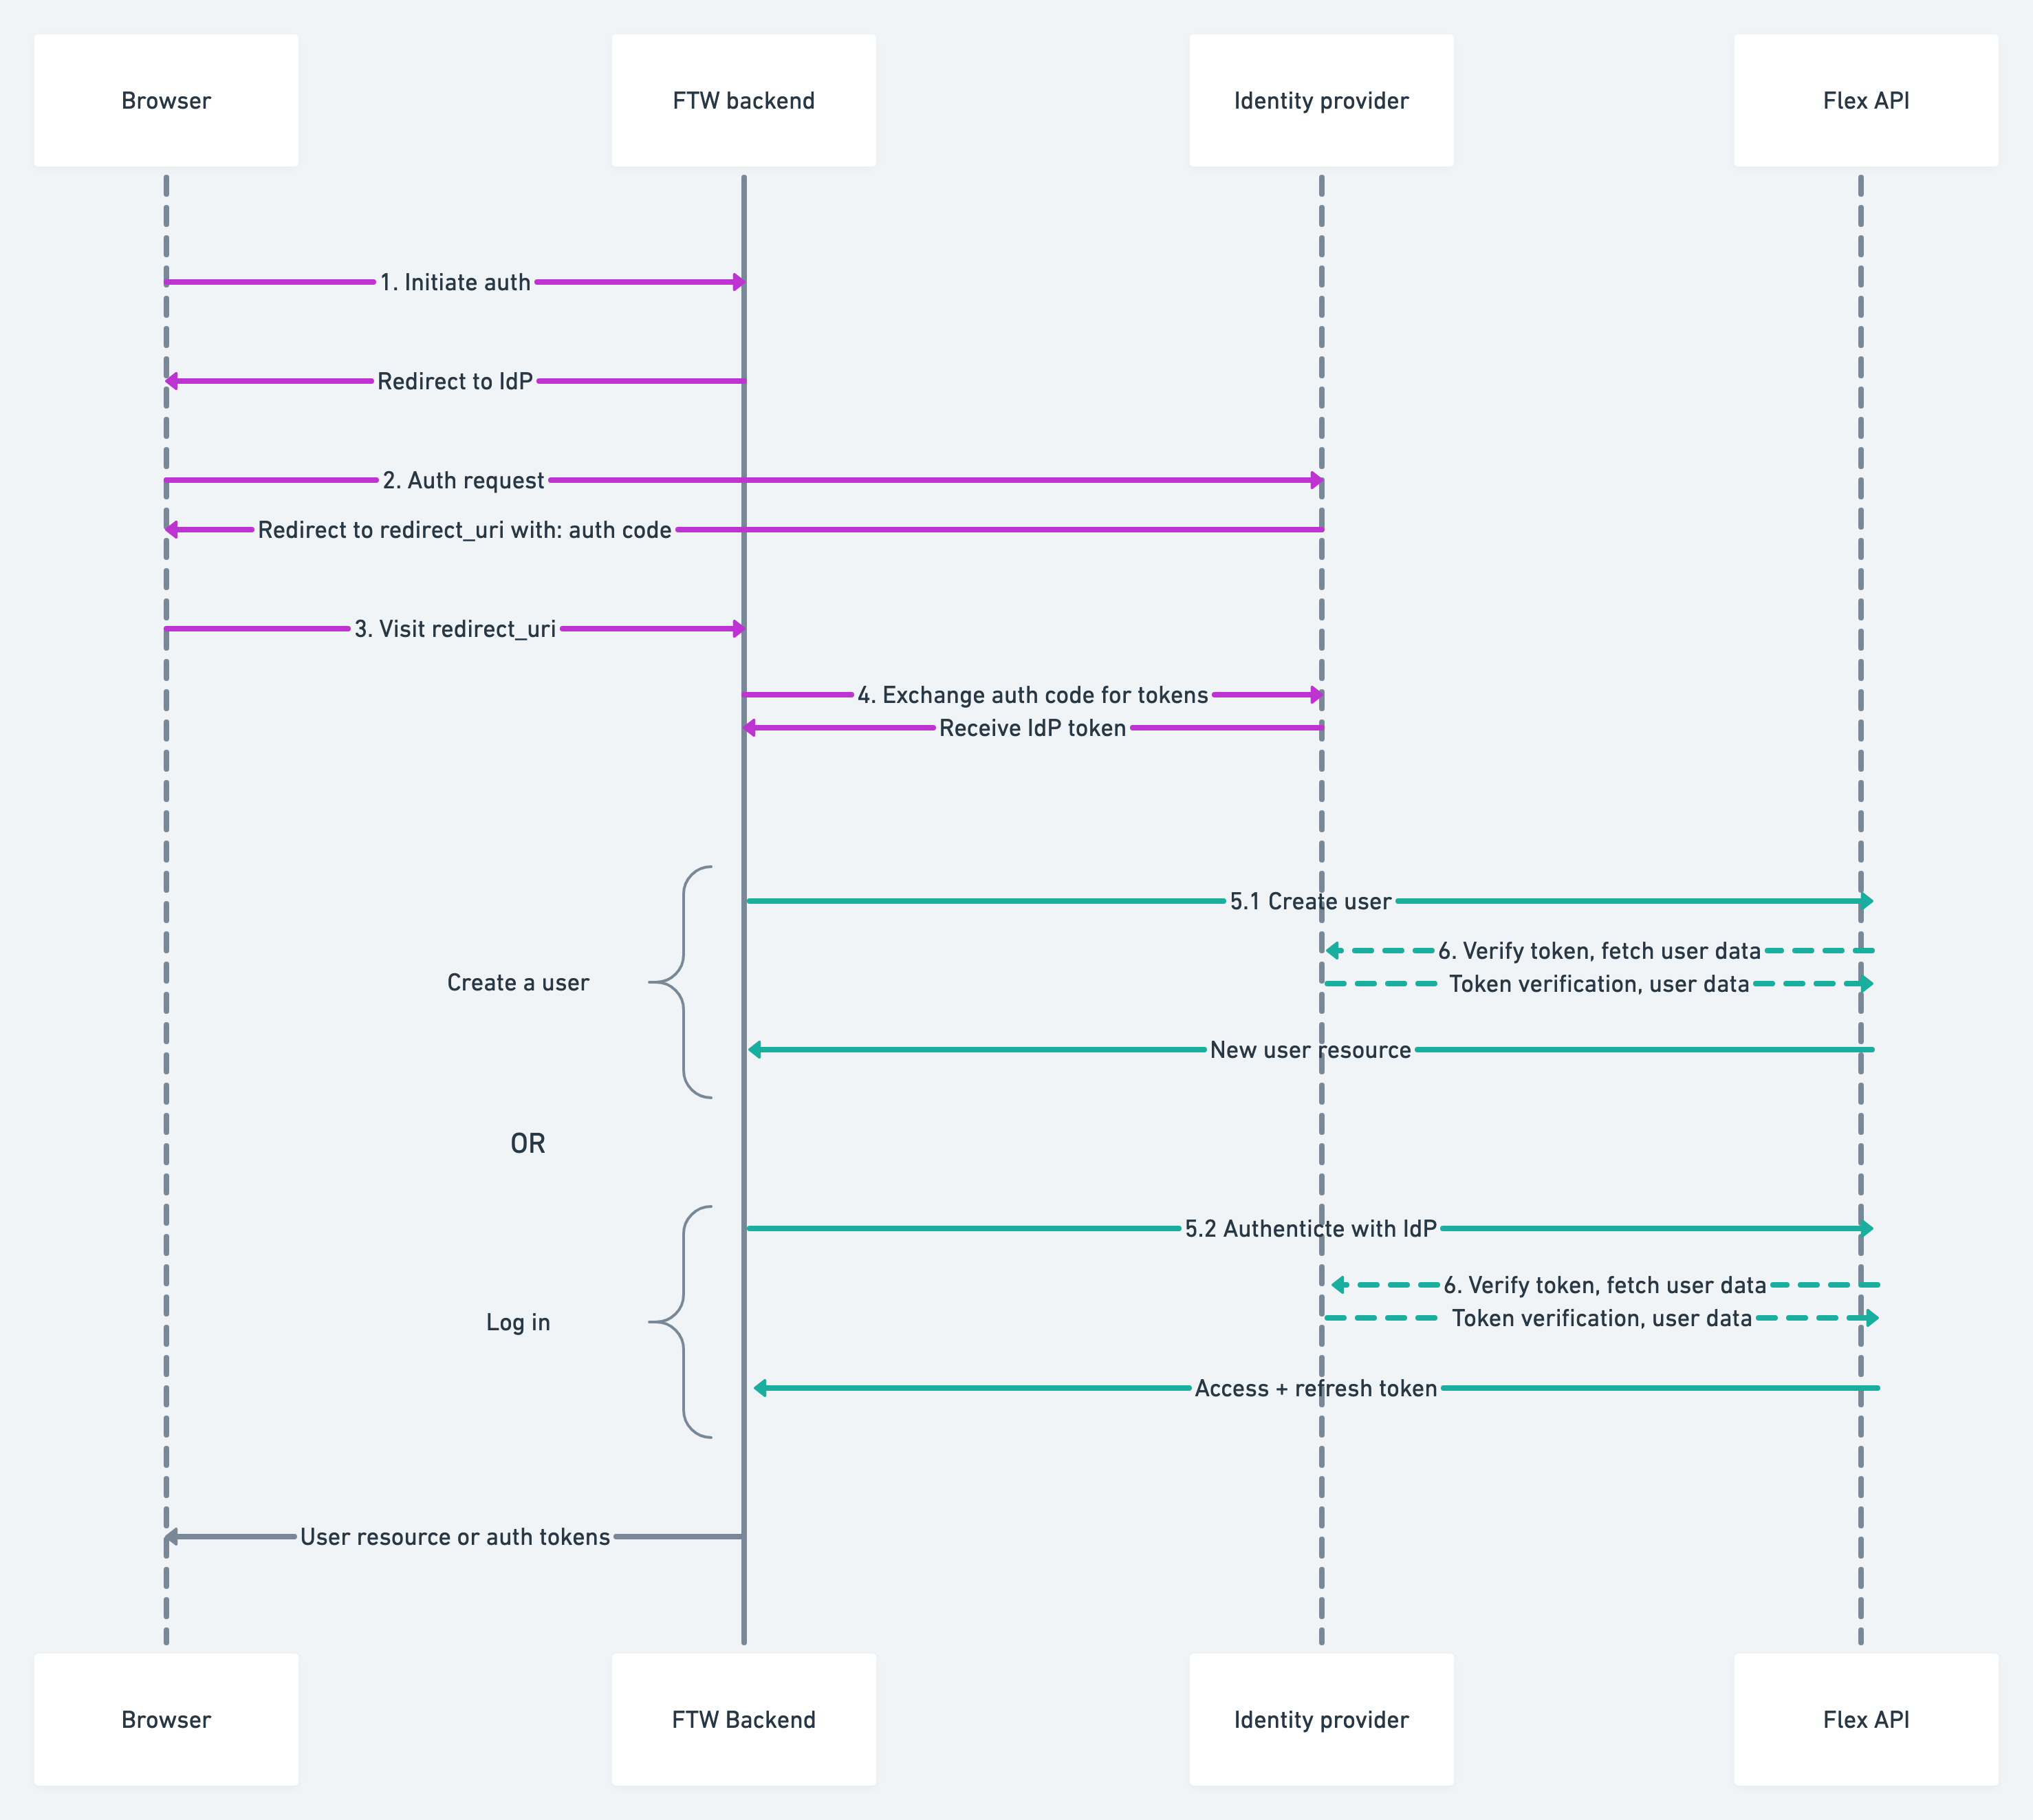 Browser
FTW backend
Identity provider
Flex API
1. Initiate auth
Redirect to IdP
2. Auth request
Redirect to redirect_uri with: auth code
3. Visit redirect_uri
4. Exchange auth code for tokens
Receive IdP token
5.1 Create user
6. Verify token, fetch user data
Create a user
Token verification, user data
New user resource
OR
5.2 Authenticte with IdP
6. Verify token, fetch user data
Log in
Token verification, user data
Access + refresh token
User resource or auth tokens
Browser
FTW Backend
Identity provider
Flex API